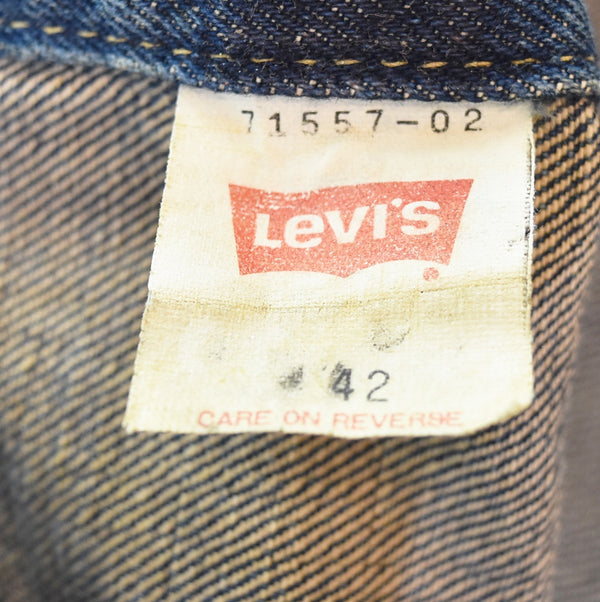 71557-02
Levi's
®
42
CARE ON REVERSE